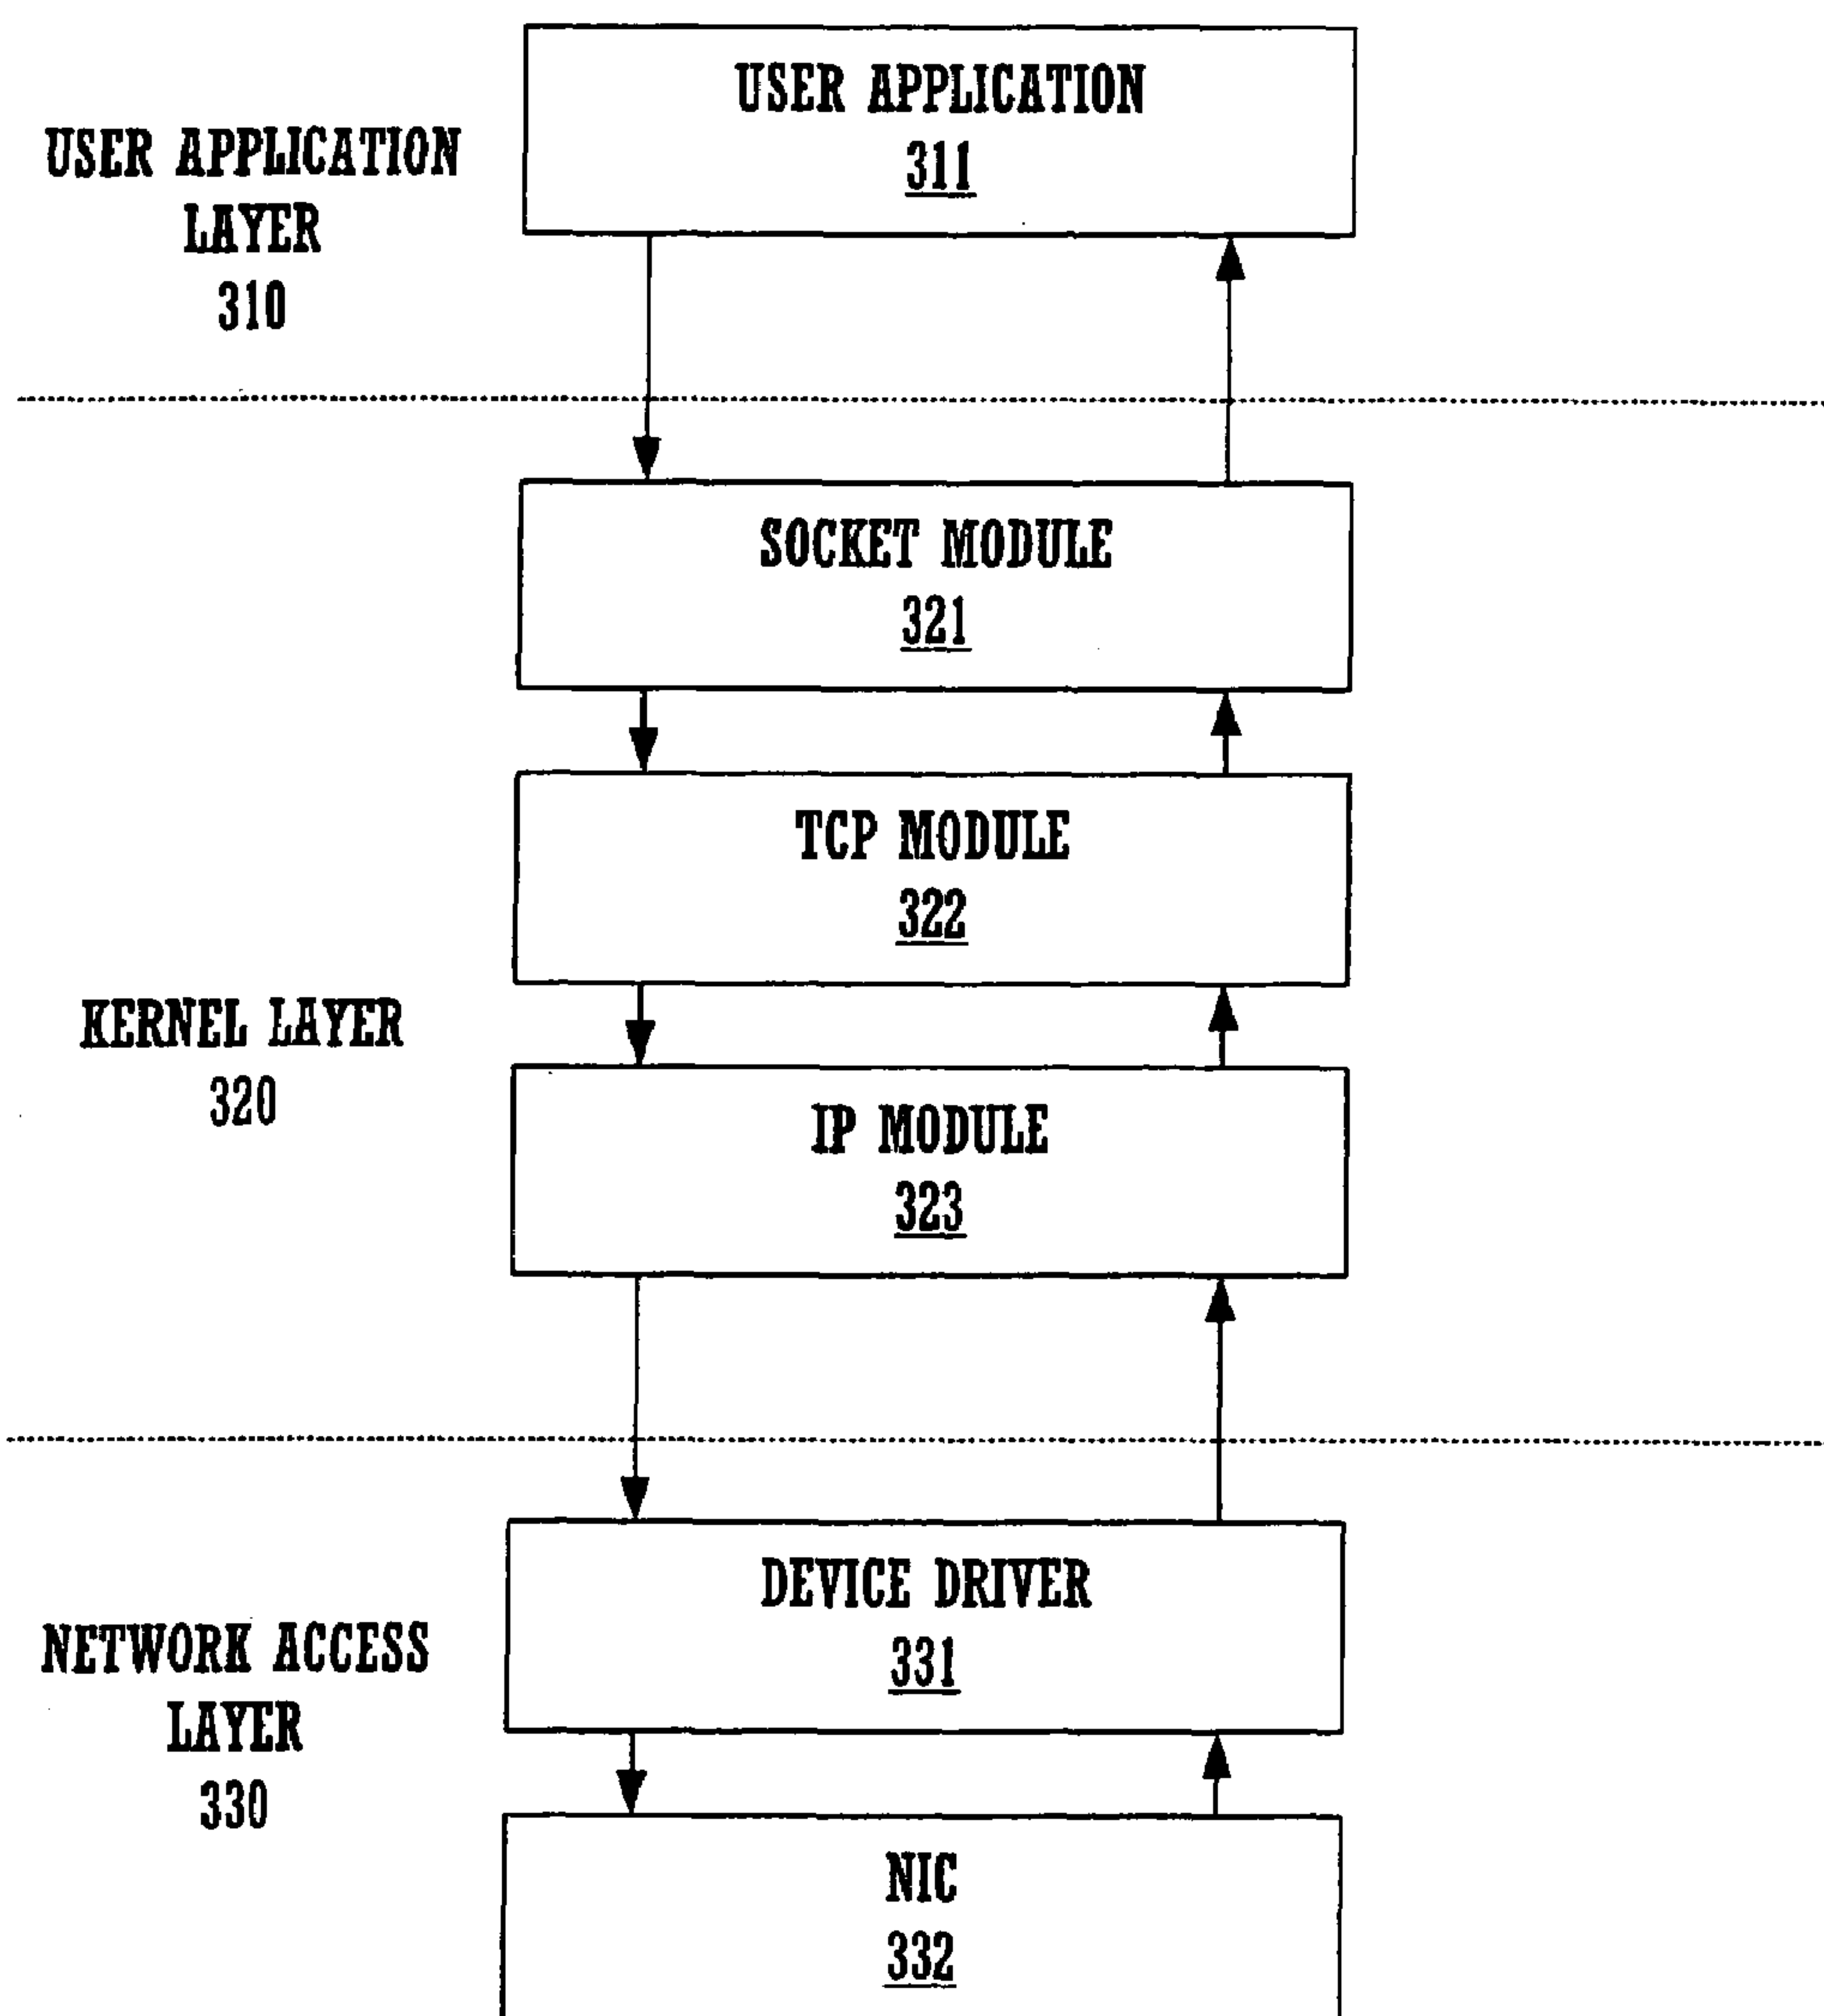 USER APPLICATION
311
USER APPLICATION
LAYER
310
SOCKET MODULE
321
TCP MODULE
322
KERNEL LAYER
320
IP MODULE
323
DEVICE DRIVER
331
NETWORK ACCESS
LAYER
330
NIC
332